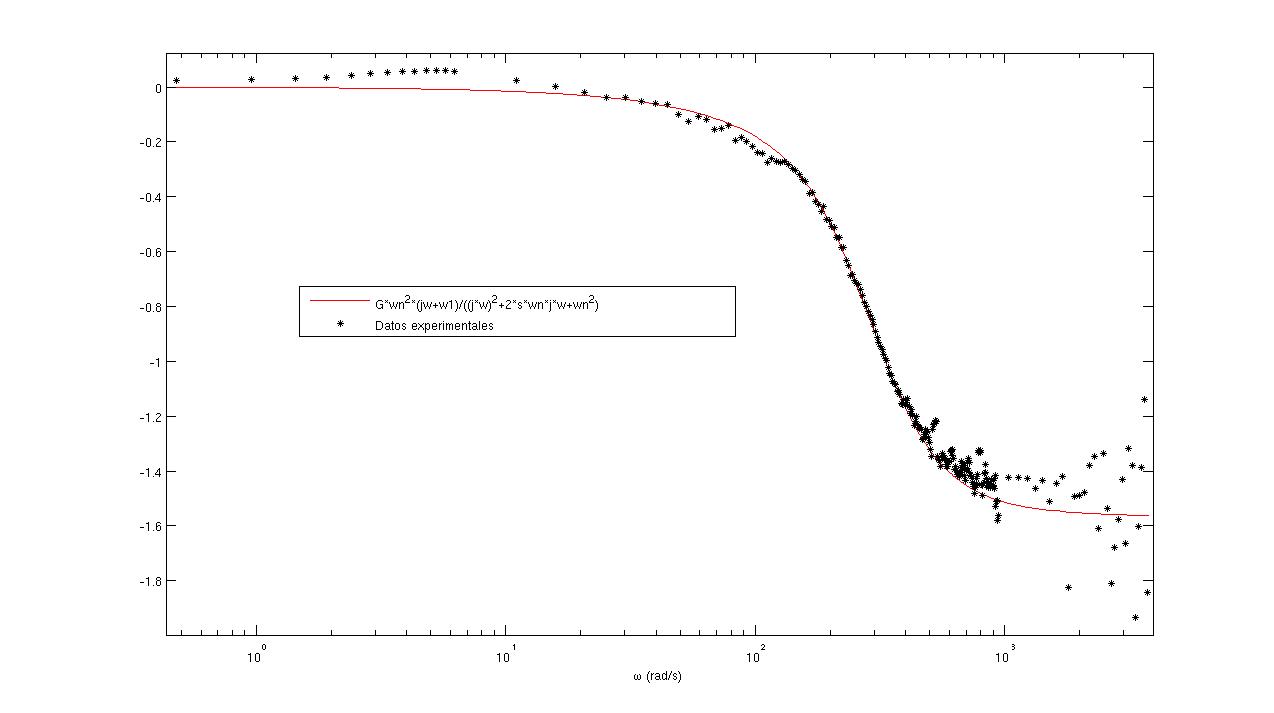 0
-0.2
-0.4
-0.6
-0.8
-1
-1.2
-1.4
-1.6
-1.8
G*wn²*(jw+w1)/((j*w)²+2*s*wn*j*w+wn²)
Datos experimentales
10⁰ 10¹ 10² 10³
ω (rad/s)